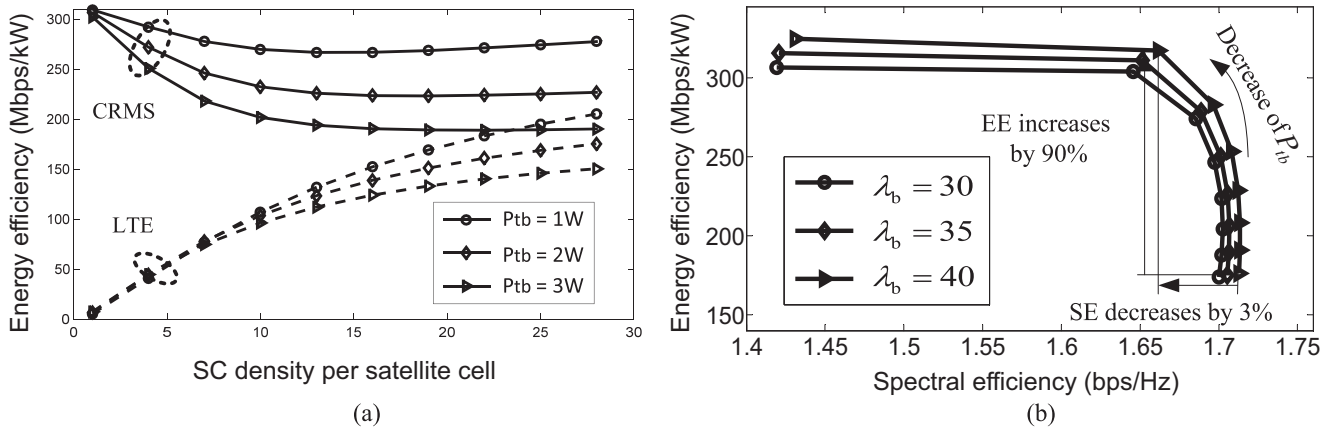 Energy efficiency (Mbps/kW)
300
250
200
150
100
50
0
CRMS
LTE
Ptb = 1W
Ptb = 2W
Ptb = 3W
0 5 10 15 20 25 30
SC density per satellite cell
(a)
Energy efficiency (Mbps/kW)
300
250
200
150
EE increases
by 90%
Decrease of Ptb
λb = 30
λb = 35
λb = 40
SE decreases by 3%
1.4 1.45 1.5 1.55 1.6 1.65 1.7 1.75
Spectral efficiency (bps/Hz)
(b)